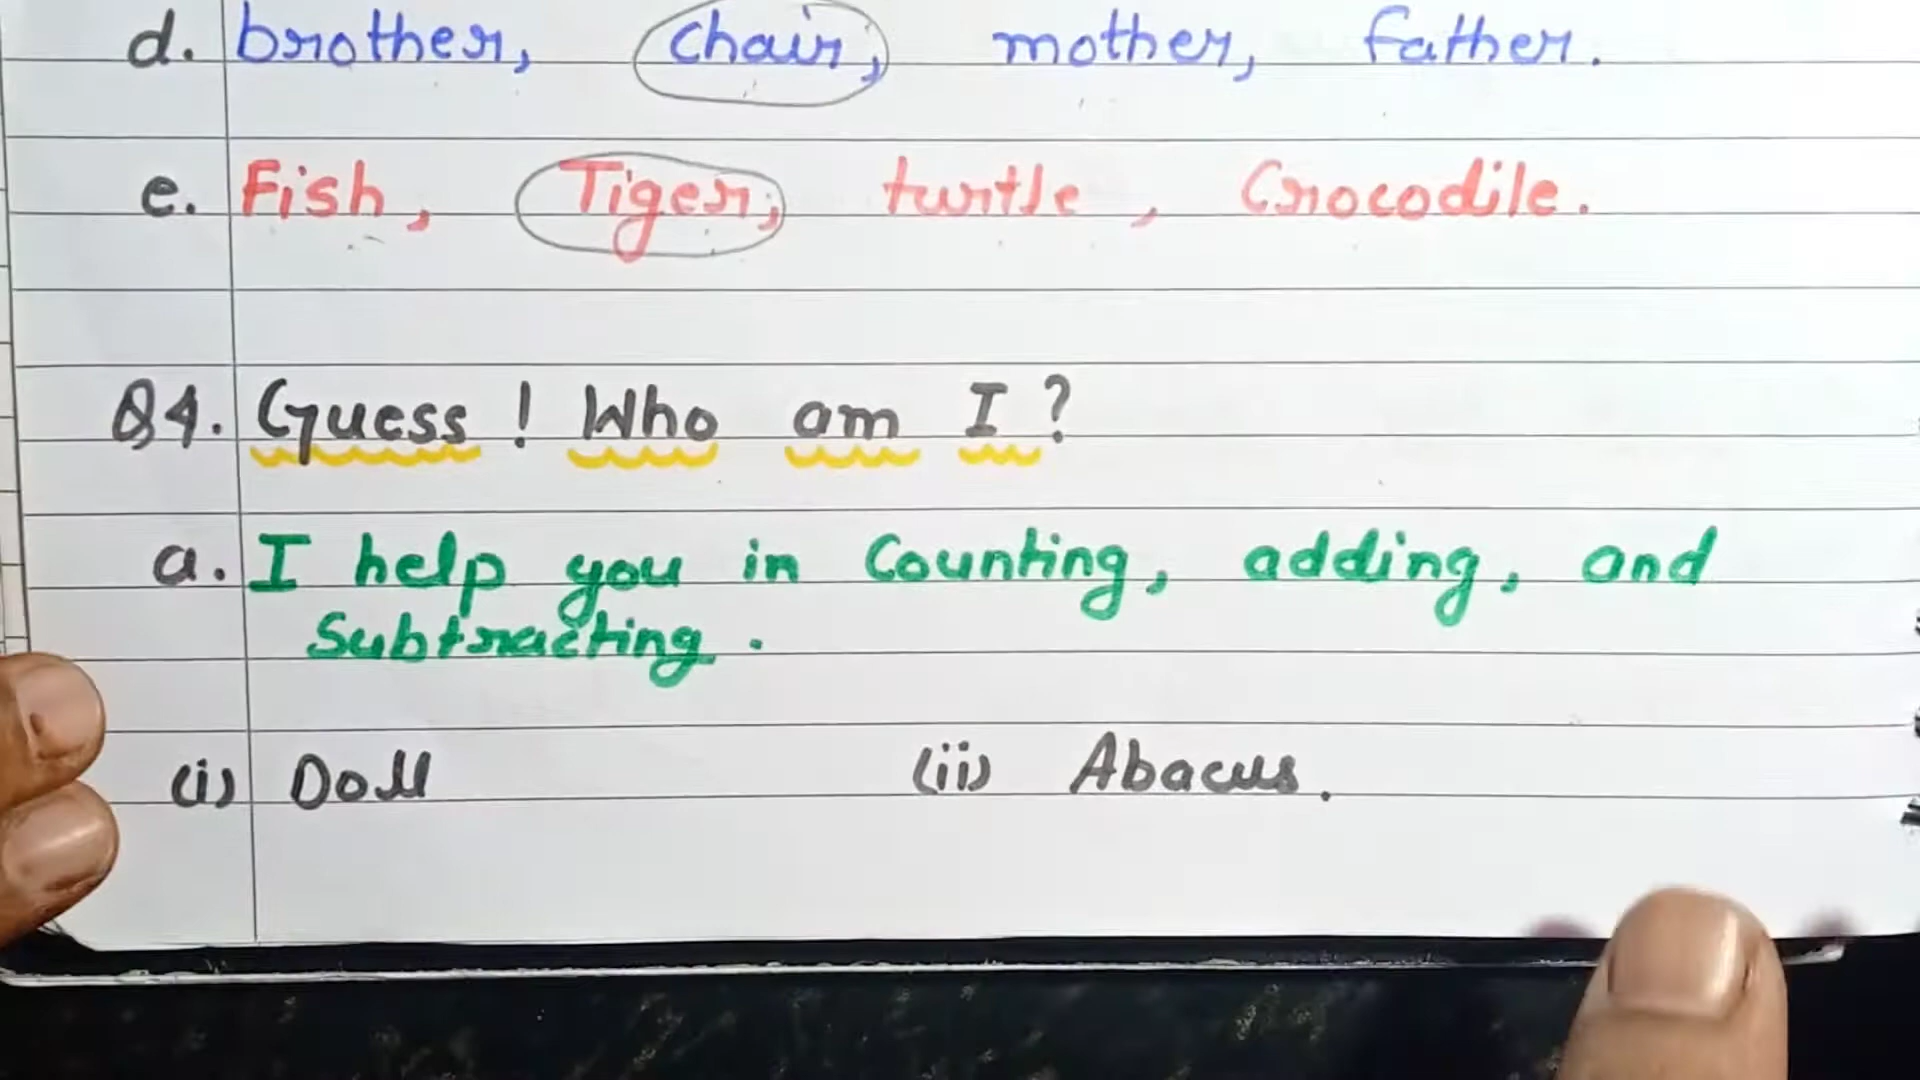 d. brother, chair, mother, father.
e. Fish, Tiger, turtle, Crocodile.
Q4. Guess! Who am I?
a. I help you in Counting, adding, and
Subtracting.
(i) Doll (ii) Abacus.